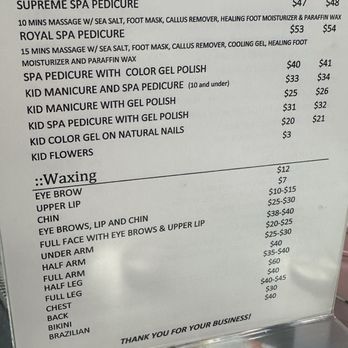 SUPREME SPA PEDICURE $47 $48
10 MINS MASSAGE W/ SEA SALT, FOOT MASK, CALLUS REMOVER, HEALING FOOT MOISTURIZER & PARAFFIN WAX
ROYAL SPA PEDICURE $53 $54
15 MINS MASSAGE W/ SEA SALT, FOOT MASK, CALLUS REMOVER, COOLING GEL, HEALING FOOT
MOISTURIZER AND PARAFFIN WAX
SPA PEDICURE WITH COLOR GEL POLISH $40 $41
KID MANICURE AND SPA PEDICURE (10 and under) $33 $34
KID MANICURE WITH GEL POLISH $25 $26
KID SPA PEDICURE WITH GEL POLISH $31 $32
KID COLOR GEL ON NATURAL NAILS $20 $21
KID FLOWERS $3
::Waxing
EYE BROW $12
UPPER LIP $7
CHIN $10-$15
EYE BROWS, LIP AND CHIN $25-$30
FULL FACE WITH EYE BROWS & UPPER LIP $38-$40
UNDER ARM $20-$25
HALF ARM $25-$30
FULL ARM $40
HALF LEG $35-$40
FULL LEG $60
CHEST $40
BACK $40-$45
BIKINI $30
BRAZILIAN $40
THANK YOU FOR YOUR BUSINESS!